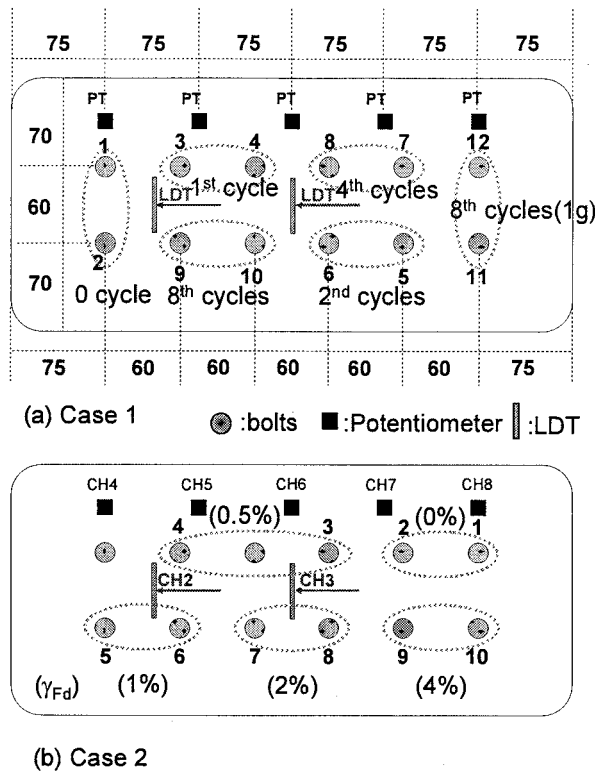 75 75 75 75 75 75
PT PT PT PT PT
70 1 3 4 8 7 12
1st cycle 4th cycles
60 LDT LDT 8th cycles(1g)
2 9 10 6 5 11
70 0 cycle 8th cycles 2nd cycles
75 60 60 60 60 60 75
(a) Case 1 :bolts :Potentiometer :LDT
CH4 CH5 CH6 CH7 CH8
(0.5%) (0%)
4 3 2 1
CH2 CH3
5 6 7 8 9 10
(γFd) (1%) (2%) (4%)
(b) Case 2